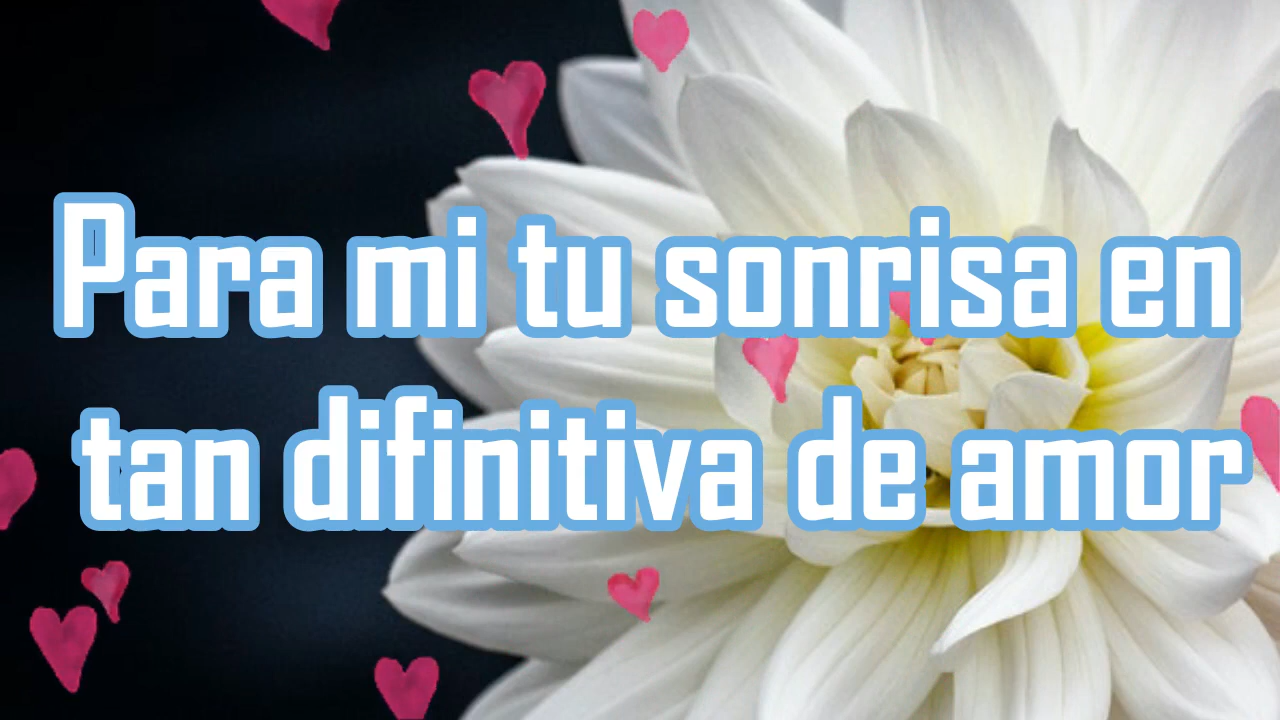 Para mi tu sonrisa en
tan difinitiva de amor